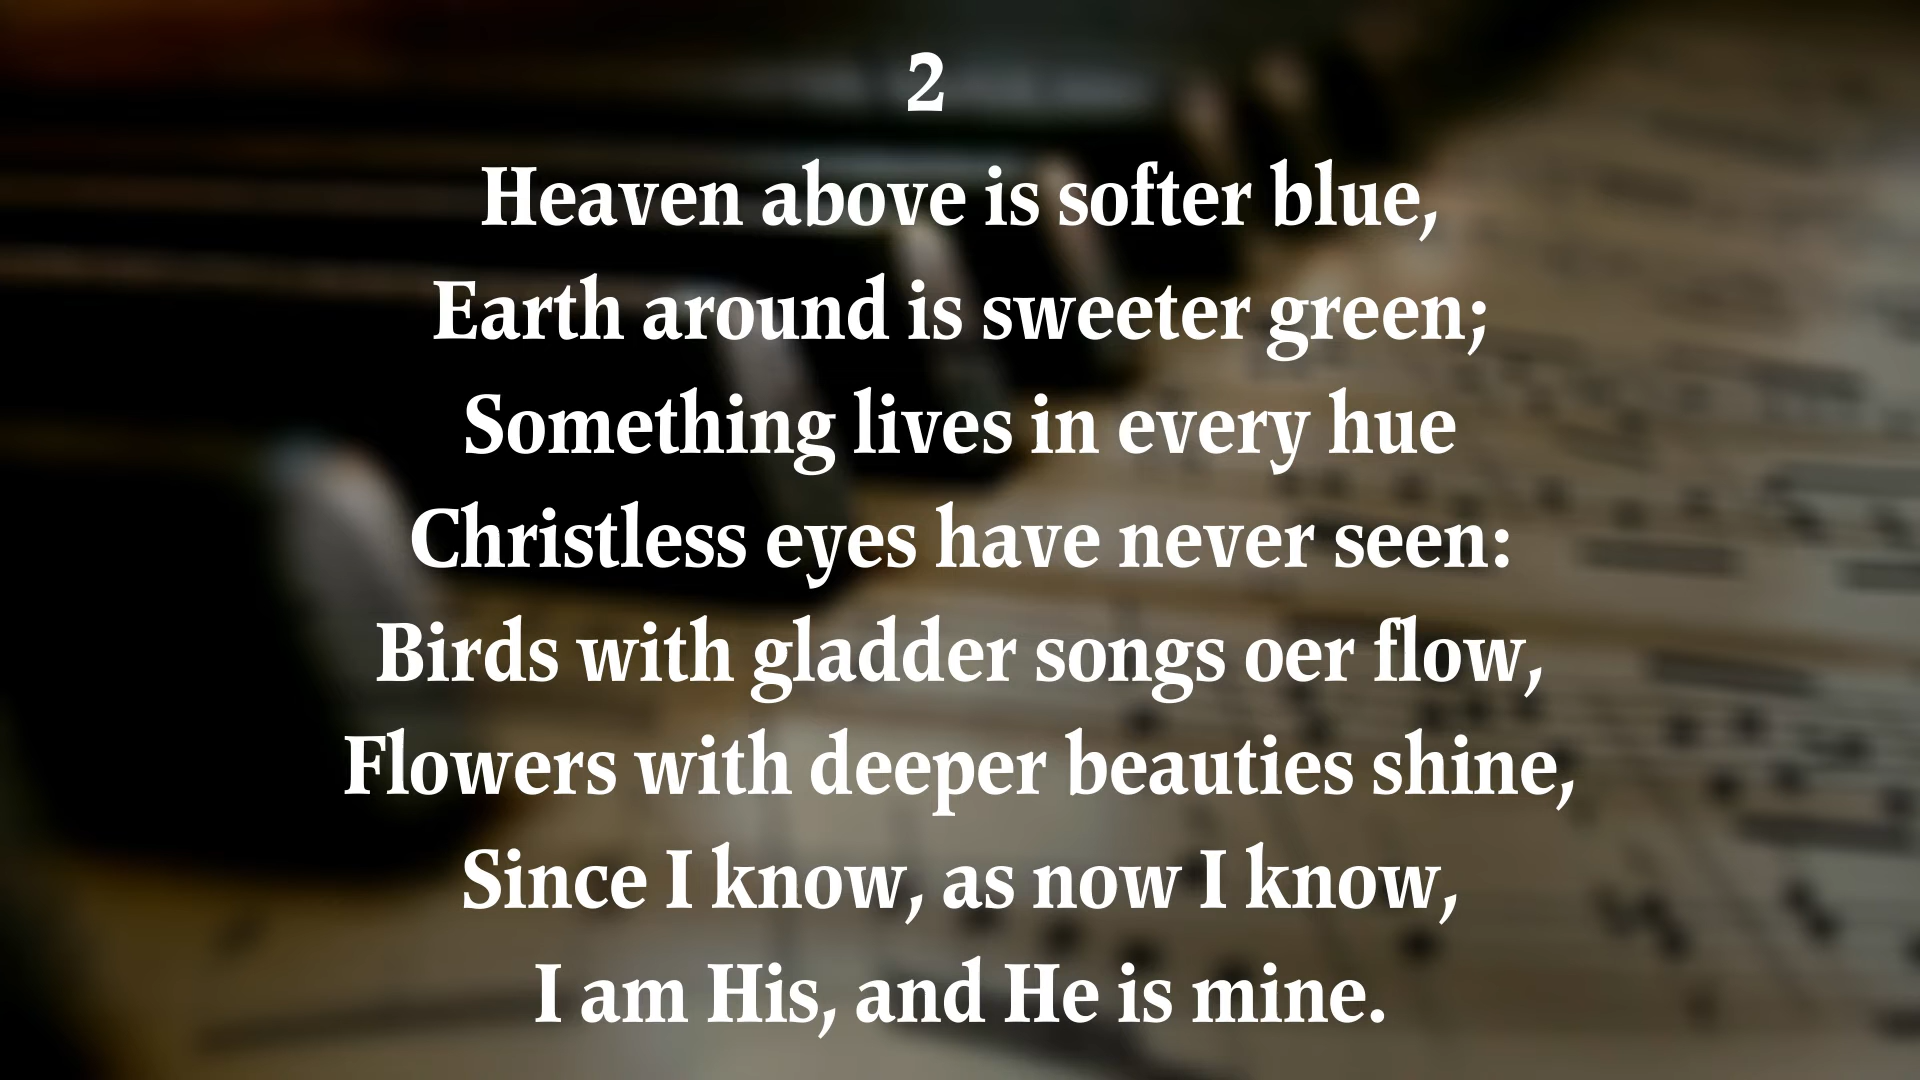 2
Heaven above is softer blue,
Earth around is sweeter green;
Something lives in every hue
Christless eyes have never seen:
Birds with gladder songs oer flow,
Flowers with deeper beauties shine,
Since I know, as now I know,
I am His, and He is mine.